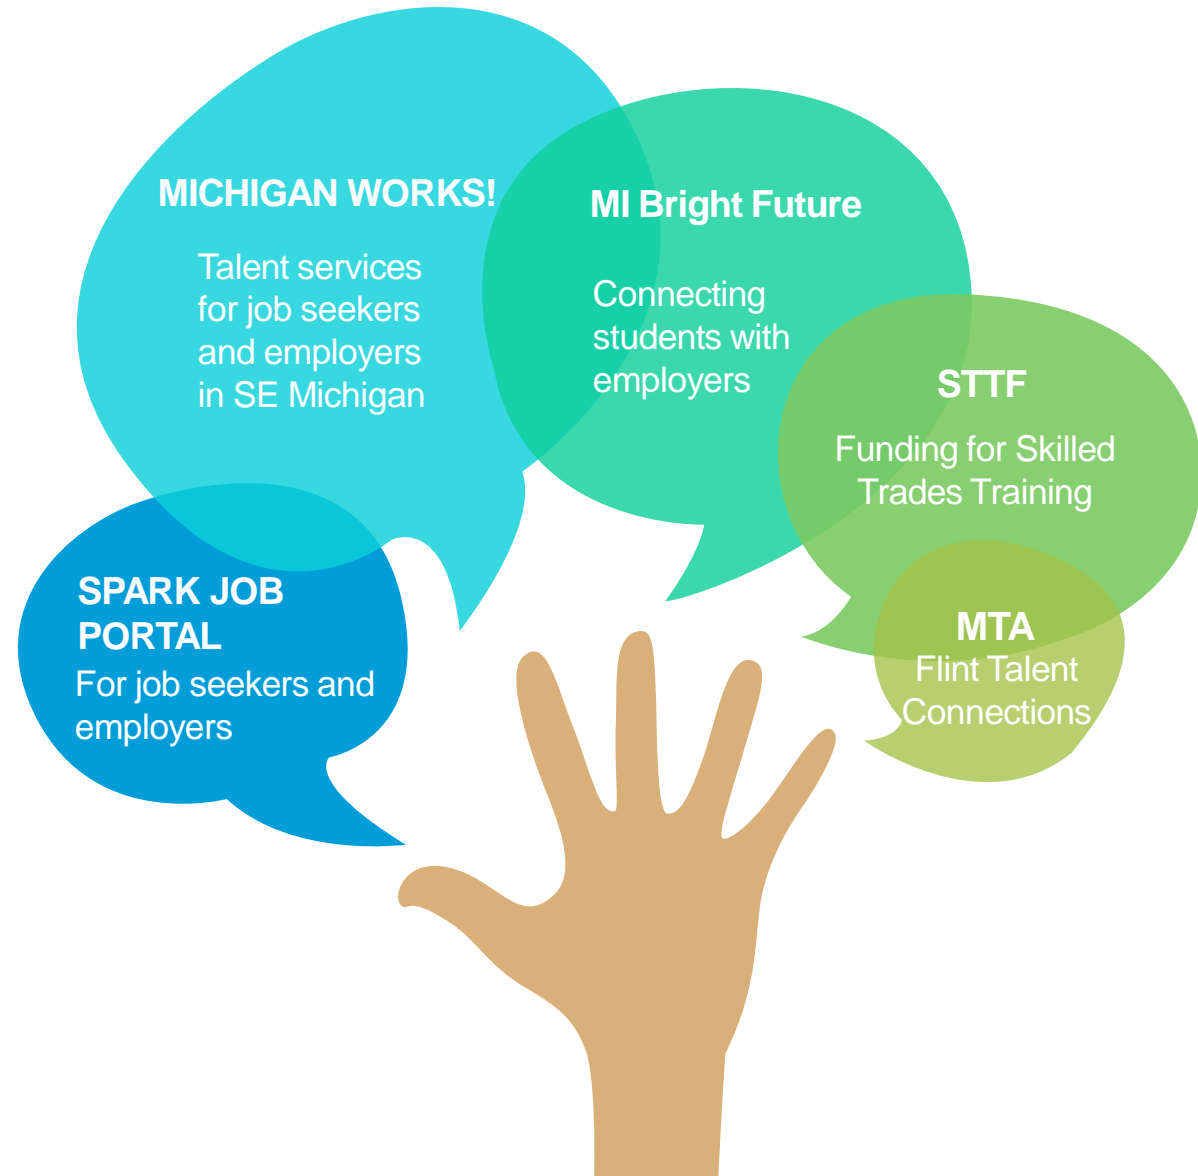 MICHIGAN WORKS!
Talent services
for job seekers
and employers
in SE Michigan
MI Bright Future
Connecting
students with
employers
STTF
Funding for Skilled
Trades Training
SPARK JOB
PORTAL
For job seekers and
employers
MTA
Flint Talent
Connections